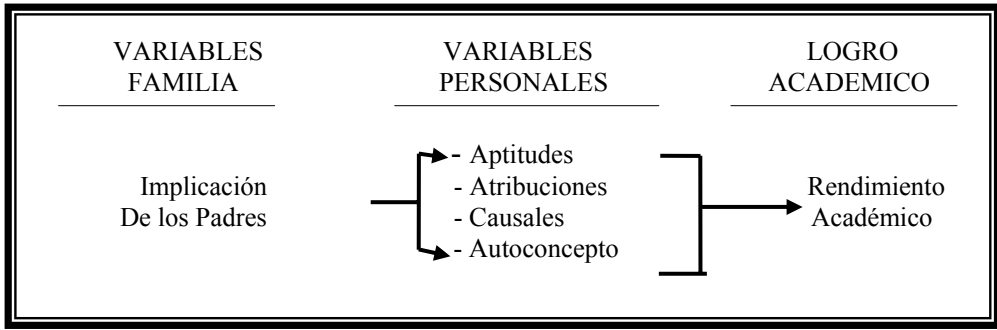 VARIABLES
FAMILIA
VARIABLES
PERSONALES
LOGRO
ACADEMICO
Implicación
De los Padres
- Aptitudes
- Atribuciones
- Causales
- Autoconcepto
Rendimiento
Académico